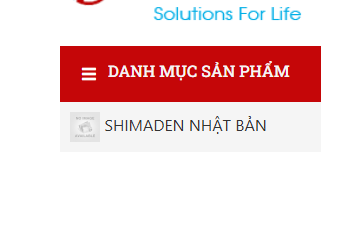 Solutions For Life
DANH MỤC SẢN PHẨM
SHIMADEN NHẬT BẢN